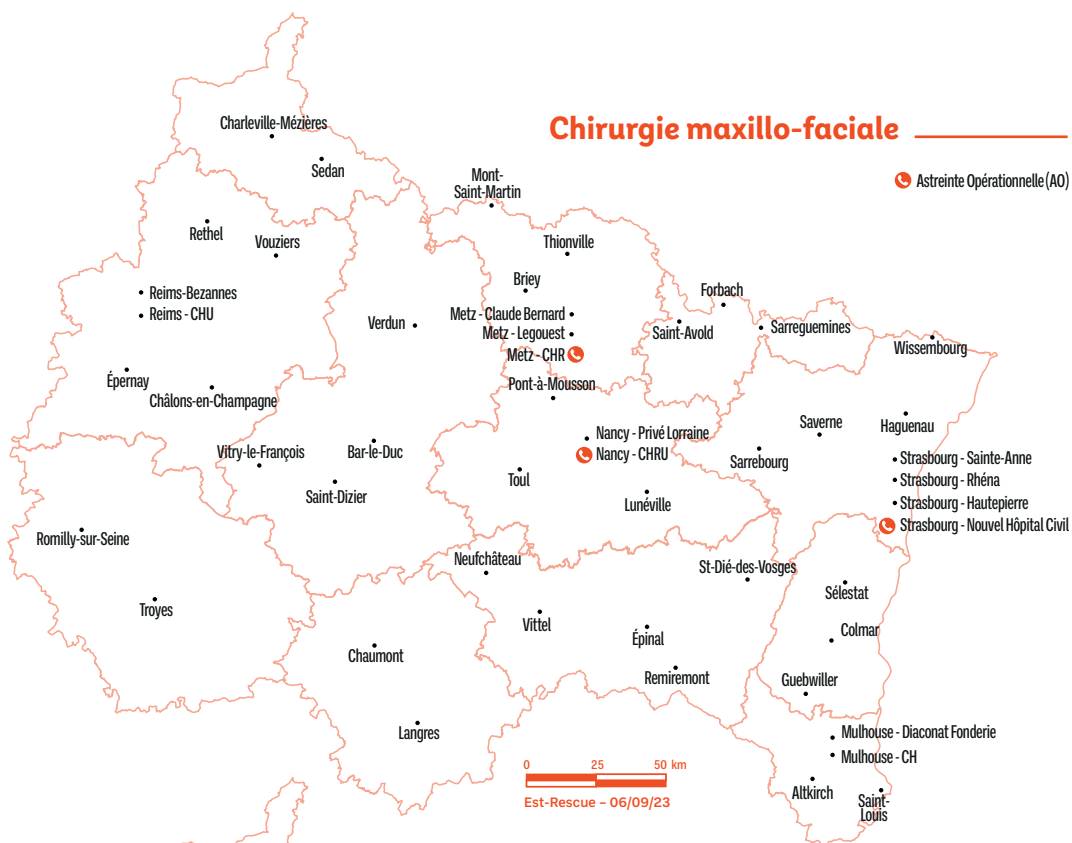 Chirurgie maxillo-faciale
Astreinte Opérationnelle (AO)
Charleville-Mézières
Sedan
Mont-
Saint-Martin
Rethel
Vouziers
Thionville
Briey
Forbach
Reims-Bezannes
Reims - CHU
Metz - Claude Bernard
Verdun
Metz - Legouest
Saint-Avold
Sarreguemines
Metz - CHR
Wissembourg
Épernay
Pont-à-Mousson
Châlons-en-Champagne
Saverne
Haguenau
Nancy - Privé Lorraine
Vitry-le-François
Bar-le-Duc
Nancy - CHRU
Sarrebourg
Strasbourg - Sainte-Anne
Toul
Strasbourg - Rhéna
Saint-Dizier
Lunéville
Strasbourg - Hautepierre
Strasbourg - Nouvel Hôpital Civil
Romilly-sur-Seine
Neufchâteau
St-Dié-des-Vosges
Sélestat
Troyes
Vittel
Épinal
Colmar
Chaumont
Remiremont
Guebwiller
Langres
Mulhouse - Diaconat Fonderie
Mulhouse - CH
0 25 50 km
Altkirch
Saint-
Louis
Est-Rescue - 06/09/23